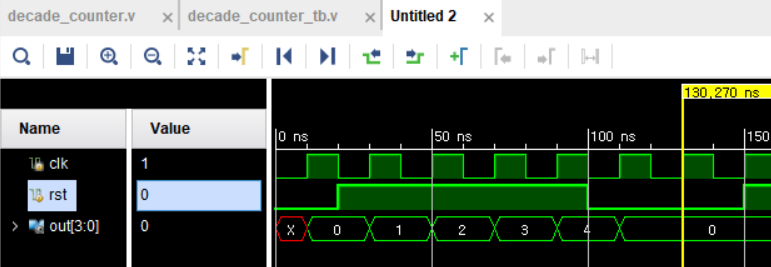 decade_counter.v × decade_counter_tb.v × Untitled 2 ×
130,270 ns
Name Value
0 ns 50 ns 100 ns 150
clk 1
rst 0
out[3:0] 0 X 0 1 2 3 4 0